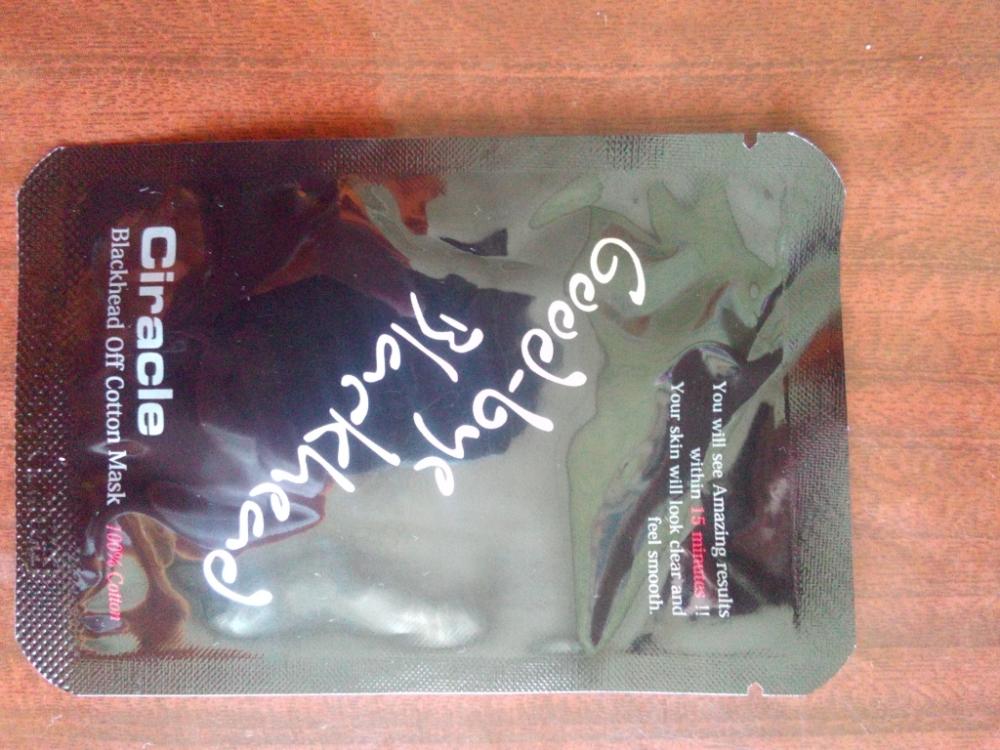 You will see Amazing results
within 15 minutes !!
Your skin will look clear and
feel smooth.
Good-bye
Blackhead
Ciracle
Blackhead Off Cotton Mask 100% Cotton